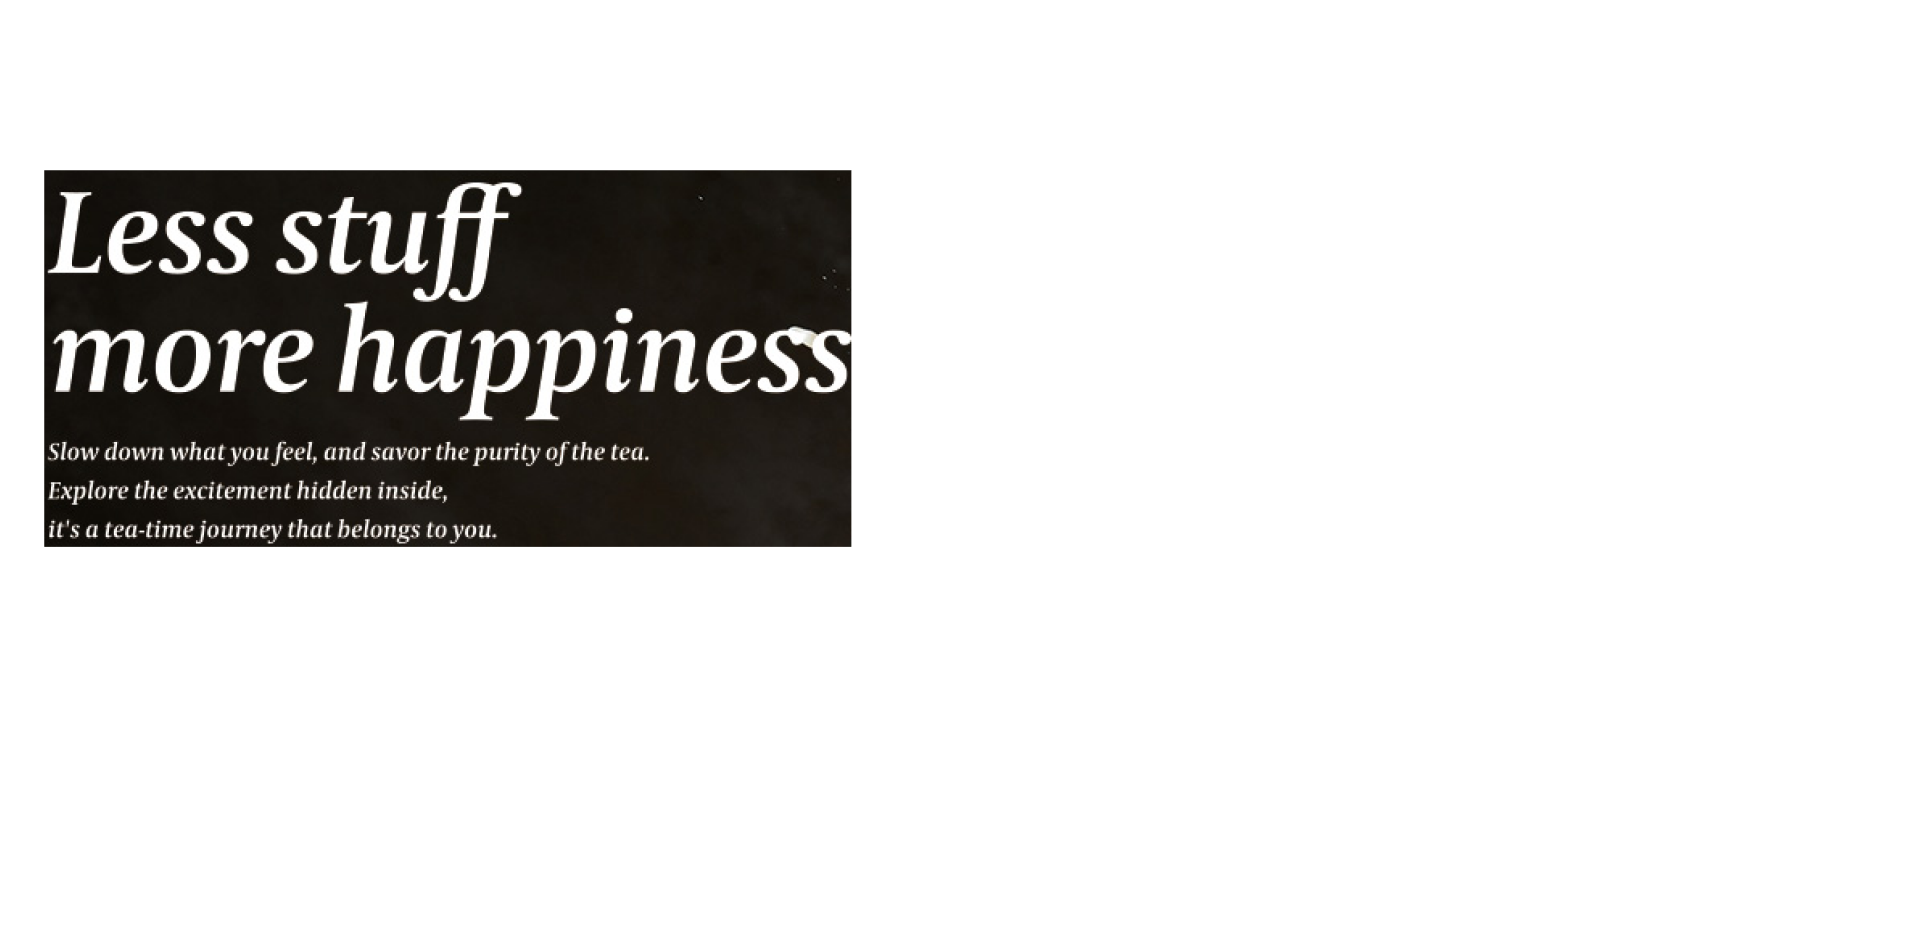 Less stuff
more happiness
Slow down what you feel, and savor the purity of the tea.
Explore the excitement hidden inside,
it's a tea-time journey that belongs to you.